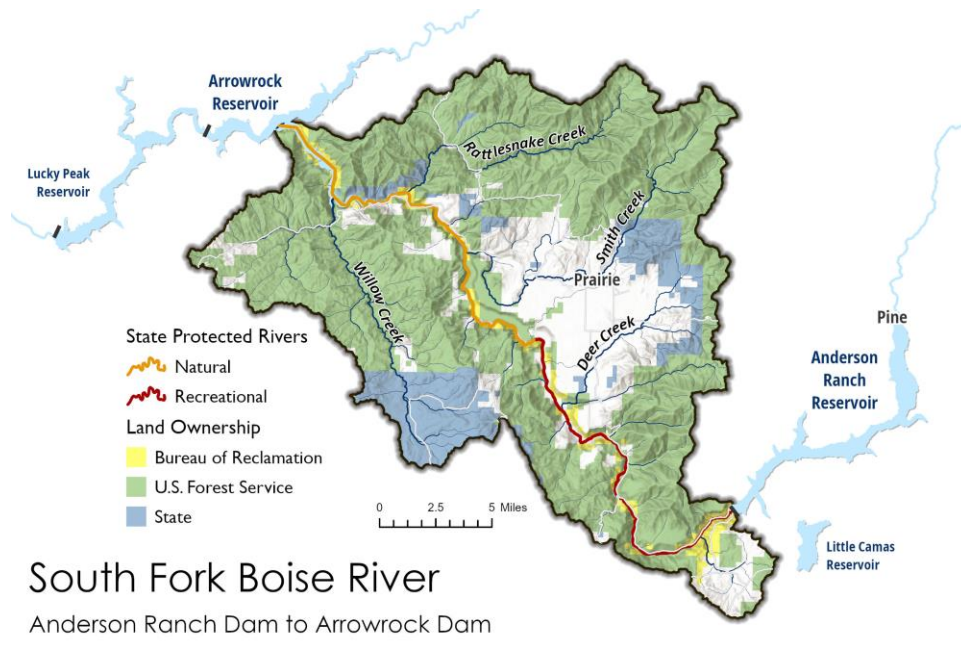 Arrowrock
Reservoir
Lucky Peak
Reservoir
Rattlesnake Creek
Smith Creek
Prairie
Willow Creek
Deer Creek
Pine
Anderson
Ranch
Reservoir
Little Camas
Reservoir
State Protected Rivers
Natural
Recreational
Land Ownership
Bureau of Reclamation
U.S. Forest Service
State
0 2.5 5 Miles
South Fork Boise River
Anderson Ranch Dam to Arrowrock Dam